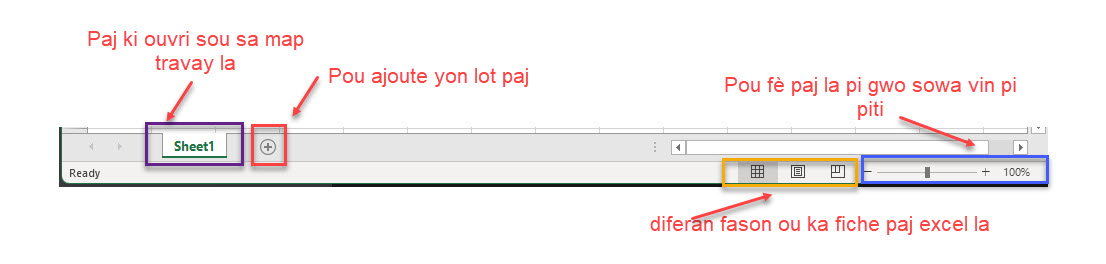 Paj ki ouvri sou sa map
travay la
Pou ajoute yon lot paj
Pou fè paj la pi gwo sowa vin pi
piti
Sheet1
Ready
100%
diferan fason ou ka fiche paj excel la